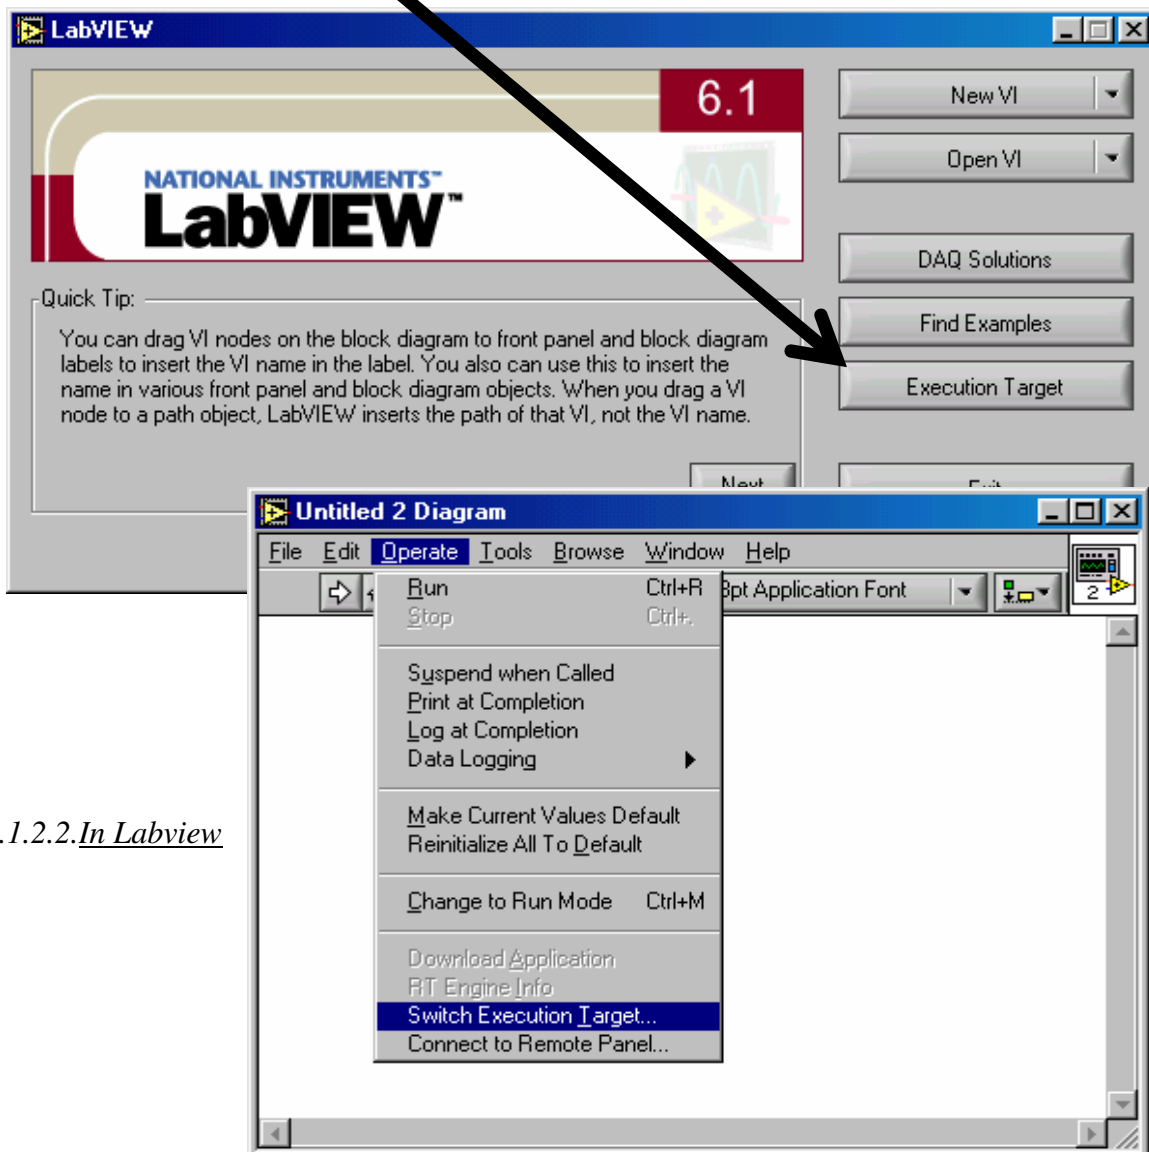 LabVIEW
6.1
NATIONAL INSTRUMENTS™
LabVIEW™
New VI
Open VI
DAQ Solutions
Find Examples
Execution Target
Quick Tip:
You can drag VI nodes on the block diagram to front panel and block diagram
labels to insert the VI name in the label. You also can use this to insert the
name in various front panel and block diagram objects. When you drag a VI
node to a path object, LabVIEW inserts the path of that VI, not the VI name.
Next
Exit
Untitled 2 Diagram
File Edit Operate Tools Browse Window Help
Run Ctrl+R
3pt Application Font
2
Stop Ctrl+.
Suspend when Called
Print at Completion
Log at Completion
Data Logging
Make Current Values Default
Reinitialize All To Default
Change to Run Mode Ctrl+M
Download Application
RT Engine Info
Switch Execution Target...
Connect to Remote Panel...
.1.2.2.In Labview